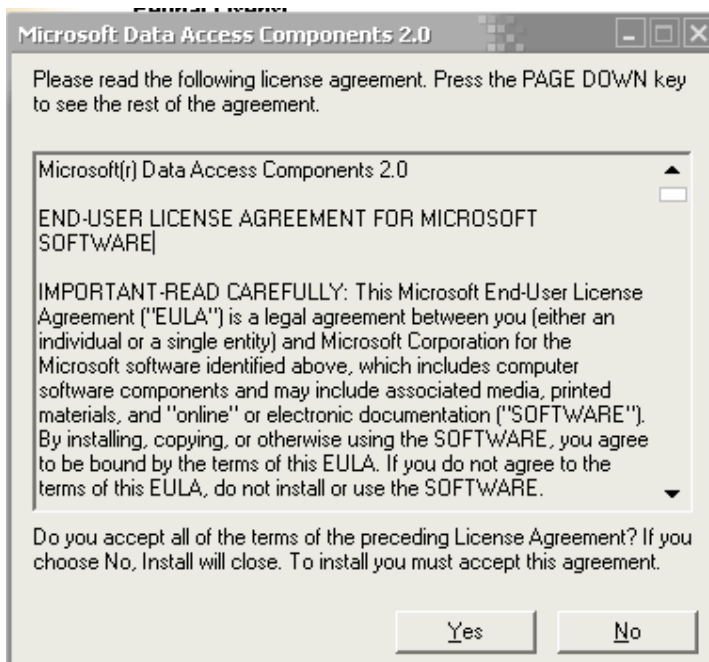 Microsoft Data Access Components 2.0
Please read the following license agreement. Press the PAGE DOWN key
to see the rest of the agreement.
Microsoft(r) Data Access Components 2.0
END-USER LICENSE AGREEMENT FOR MICROSOFT
SOFTWARE
IMPORTANT-READ CAREFULLY: This Microsoft End-User License
Agreement ("EULA") is a legal agreement between you (either an
individual or a single entity) and Microsoft Corporation for the
Microsoft software identified above, which includes computer
software components and may include associated media, printed
materials, and "online" or electronic documentation ("SOFTWARE").
By installing, copying, or otherwise using the SOFTWARE, you agree
to be bound by the terms of this EULA. If you do not agree to the
terms of this EULA, do not install or use the SOFTWARE.
Do you accept all of the terms of the preceding License Agreement? If you
choose No, Install will close. To install you must accept this agreement.
Yes
No